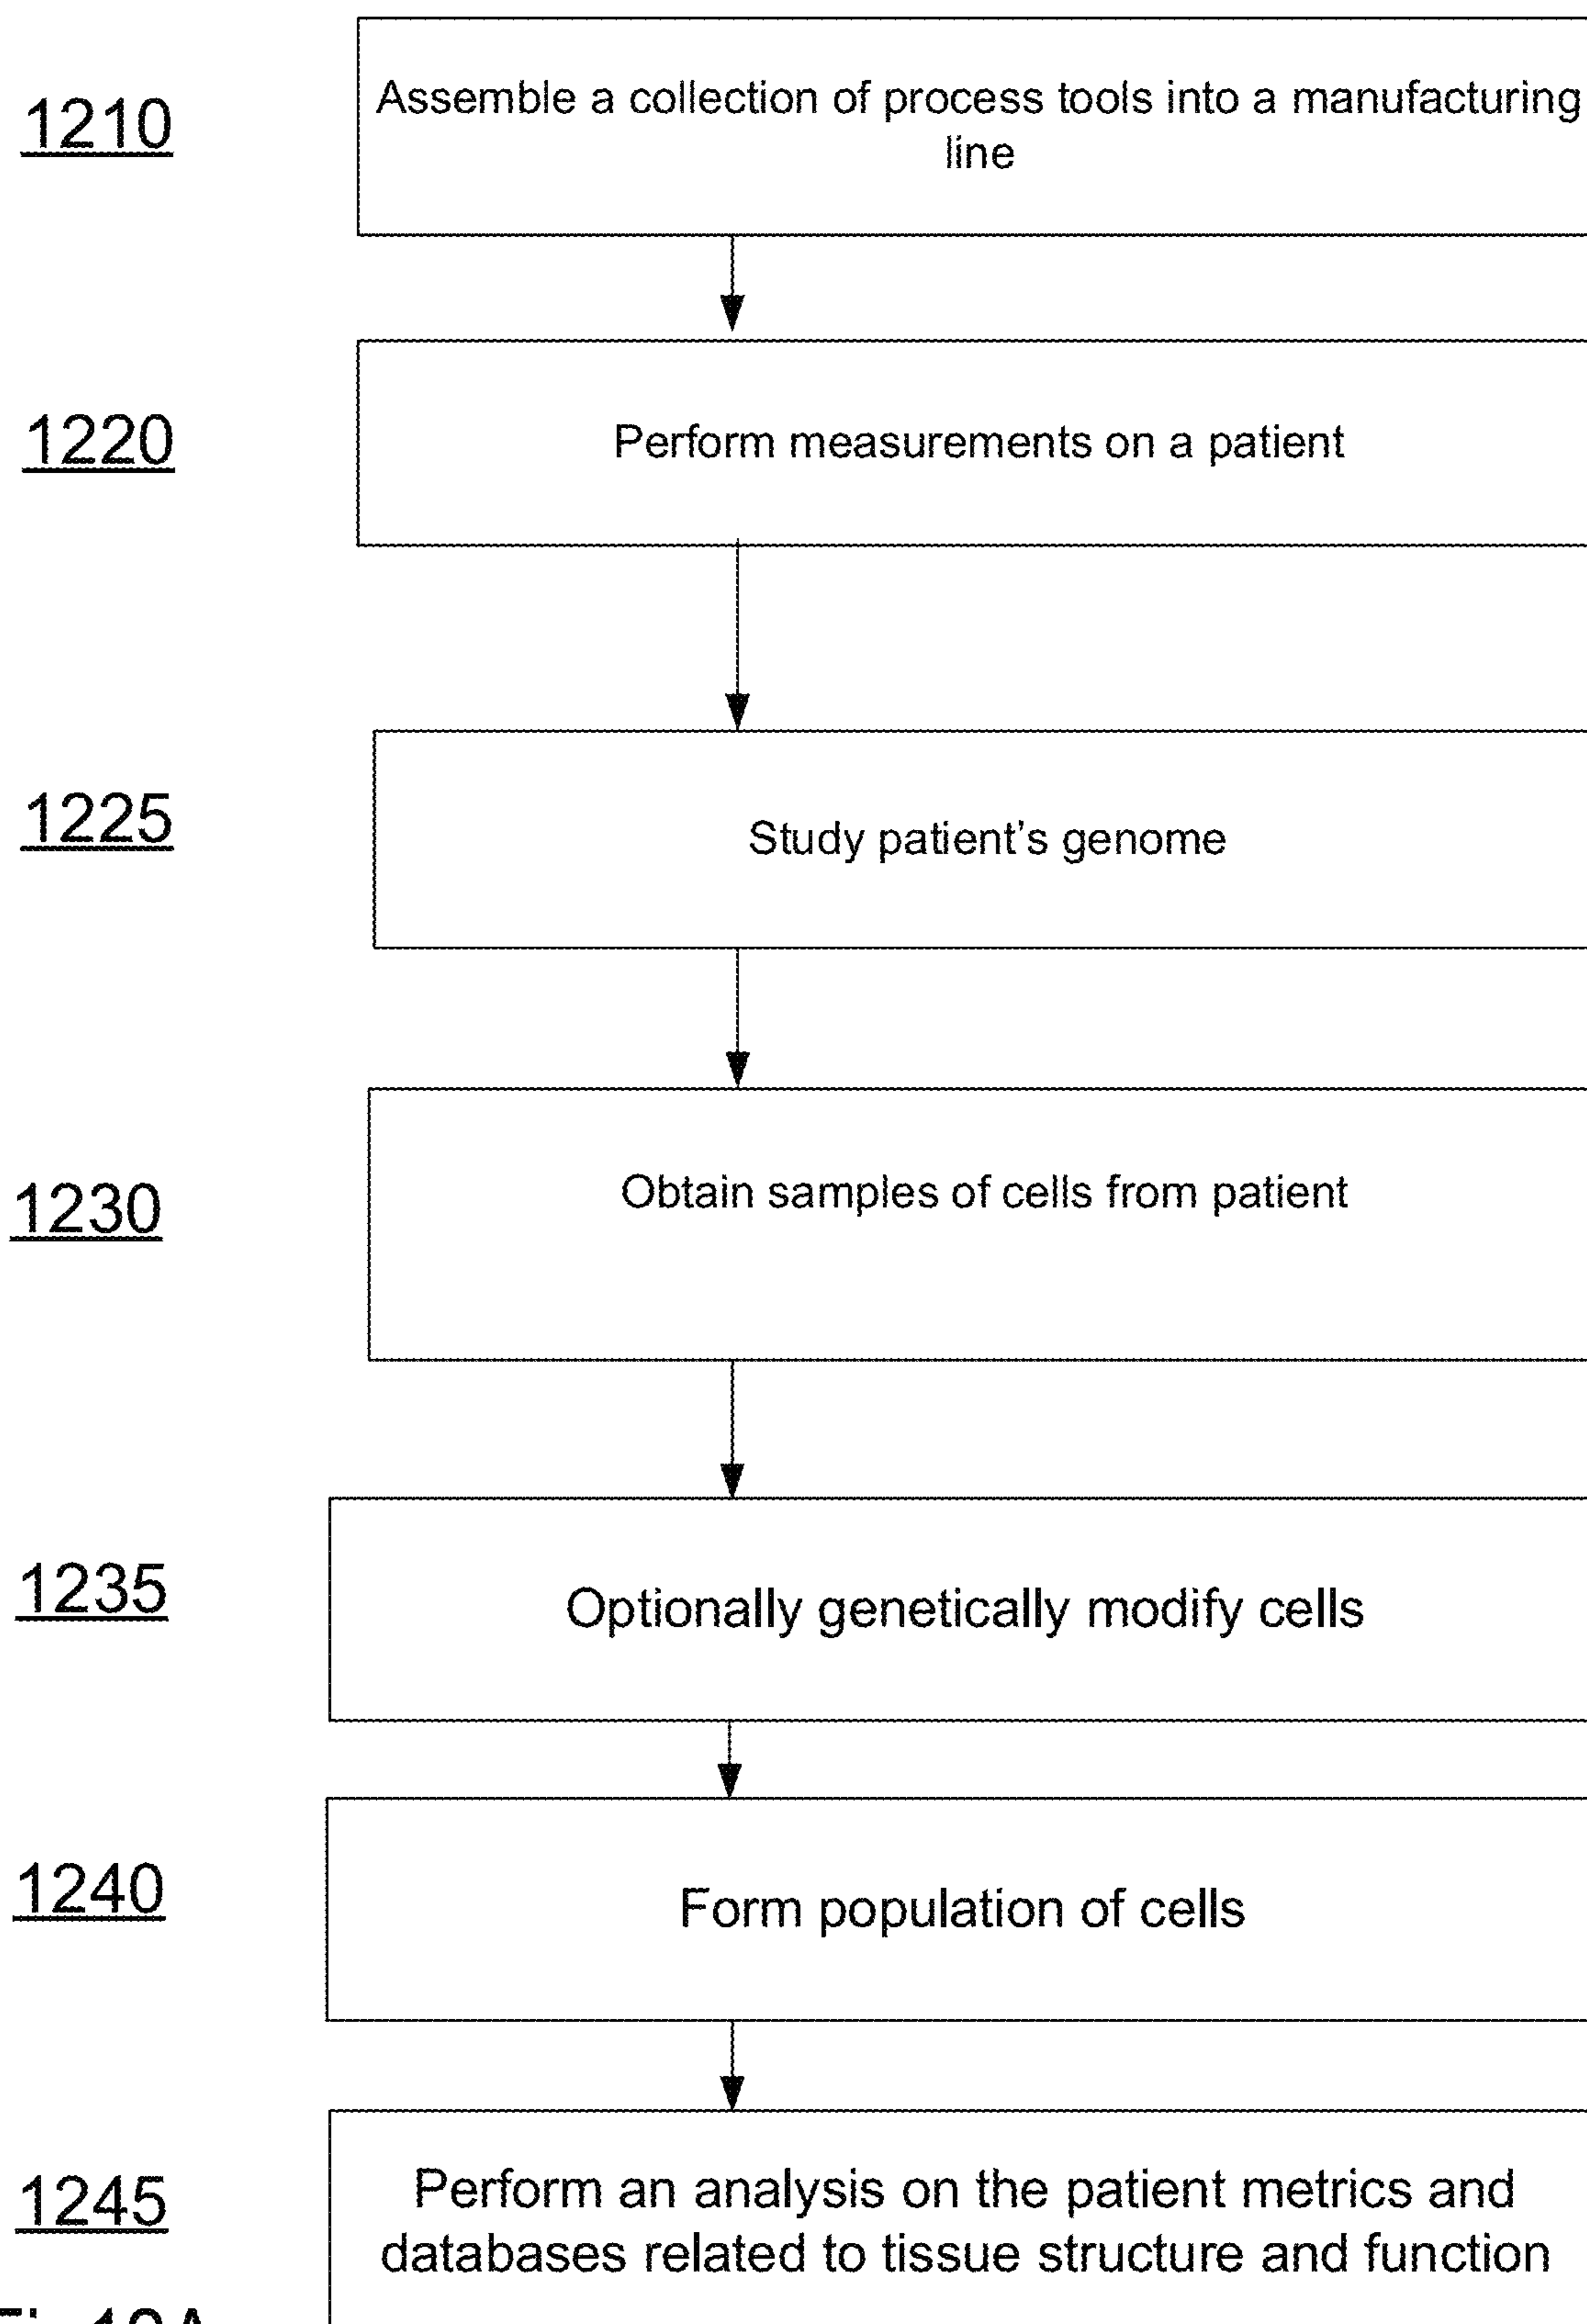 1210
Assemble a collection of process tools into a manufacturing
line
1220
Perform measurements on a patient
1225
Study patient's genome
1230
Obtain samples of cells from patient
1235
Optionally genetically modify cells
1240
Form population of cells
1245
Perform an analysis on the patient metrics and
databases related to tissue structure and function